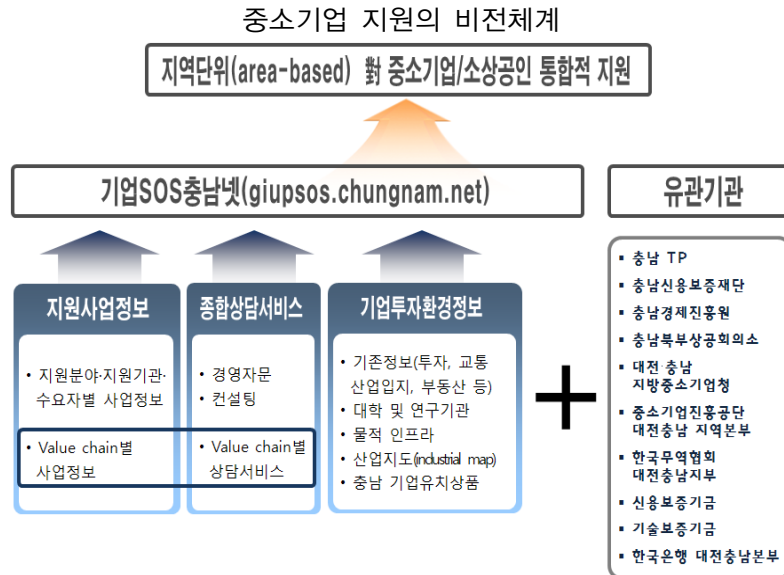 중소기업 지원의 비전체계
지역단위(area-based) 對 중소기업/소상공인 통합적 지원
기업SOS충남넷(giupsos.chungnam.net)
지원사업정보
• 지원분야·지원기관·
수요자별 사업정보
• Value chain별
사업정보
종합상담서비스
• 경영자문
• 컨설팅
• Value chain별
상담서비스
기업투자환경정보
• 기존정보(투자, 교통
산업입지, 부동산 등)
• 대학 및 연구기관
• 물적 인프라
• 산업지도(industrial map)
• 충남 기업유치상품
+
유관기관
▪ 충남 TP
▪ 충남신용보증재단
▪ 충남경제진흥원
▪ 충남북부상공회의소
▪ 대전·충남
지방중소기업청
▪ 중소기업진흥공단
대전충남 지역본부
▪ 한국무역협회
대전충남지부
▪ 신용보증기금
▪ 기술보증기금
▪ 한국은행 대전충남본부